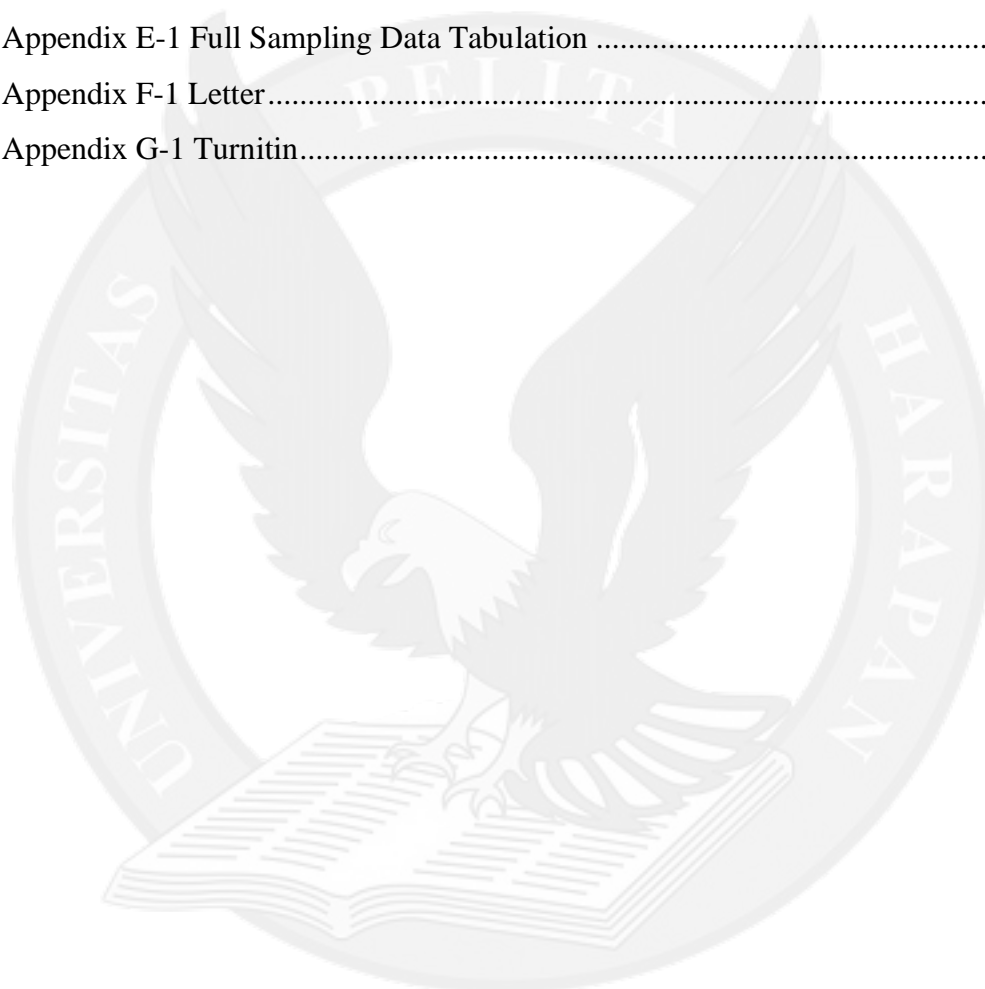 Appendix E-1 Full Sampling Data Tabulation ................................................
Appendix F-1 Letter.........................................................................................
Appendix G-1 Turnitin.....................................................................................
UNIVERSITAS PELITA HARAPAN